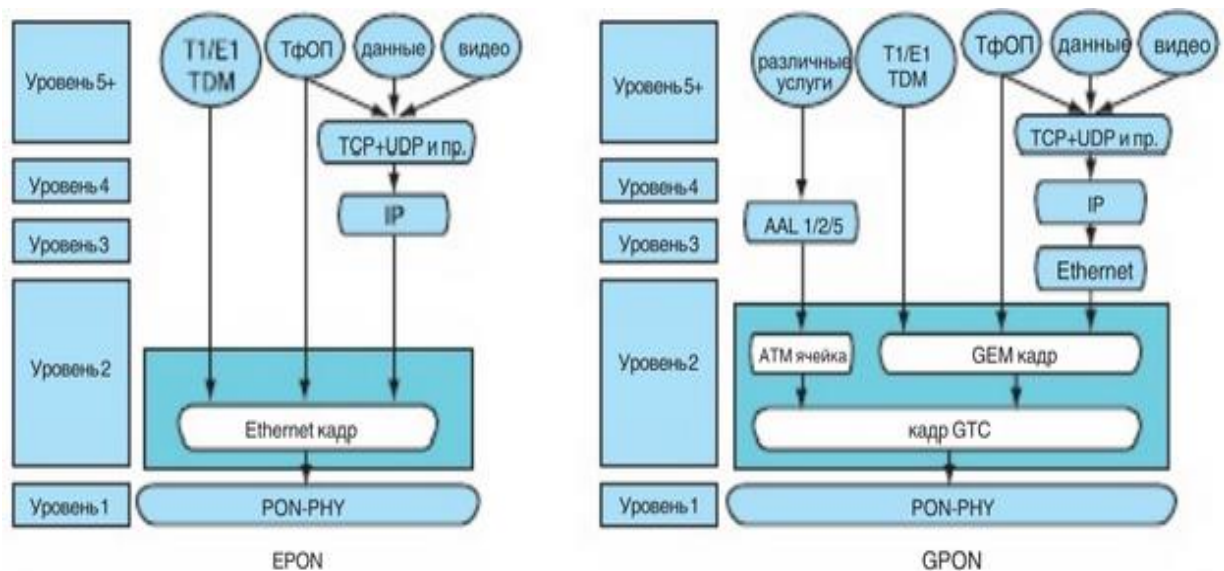 Уровень 5+
T1/E1
TDM
ТфОП
данные
видео
TCP+UDP и пр.
Уровень 4
IP
Уровень 3
Уровень 2
Ethernet кадр
Уровень 1
PON-PHY
EPON
Уровень 5+
различные
услуги
T1/E1
TDM
ТфОП
данные
видео
TCP+UDP и пр.
Уровень 4
IP
AAL 1/2/5
Уровень 3
Ethernet
Уровень 2
ATM ячейка
GEM кадр
кадр GTC
Уровень 1
PON-PHY
GPON